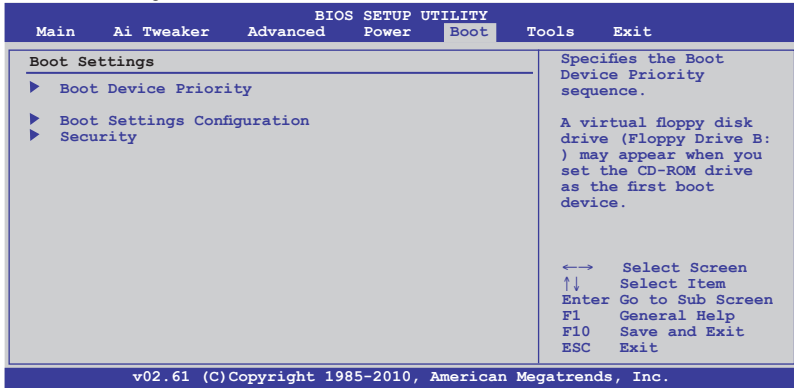 BIOS SETUP UTILITY
Main Ai Tweaker Advanced Power Boot Tools Exit
Boot Settings
Boot Device Priority
Boot Settings Configuration
Security
Specifies the Boot
Device Priority
sequence.
A virtual floppy disk
drive (Floppy Drive B:
) may appear when you
set the CD-ROM drive
as the first boot
device.
←→ Select Screen
↑↓ Select Item
Enter Go to Sub Screen
F1 General Help
F10 Save and Exit
ESC Exit
v02.61 (C)Copyright 1985-2010, American Megatrends, Inc.